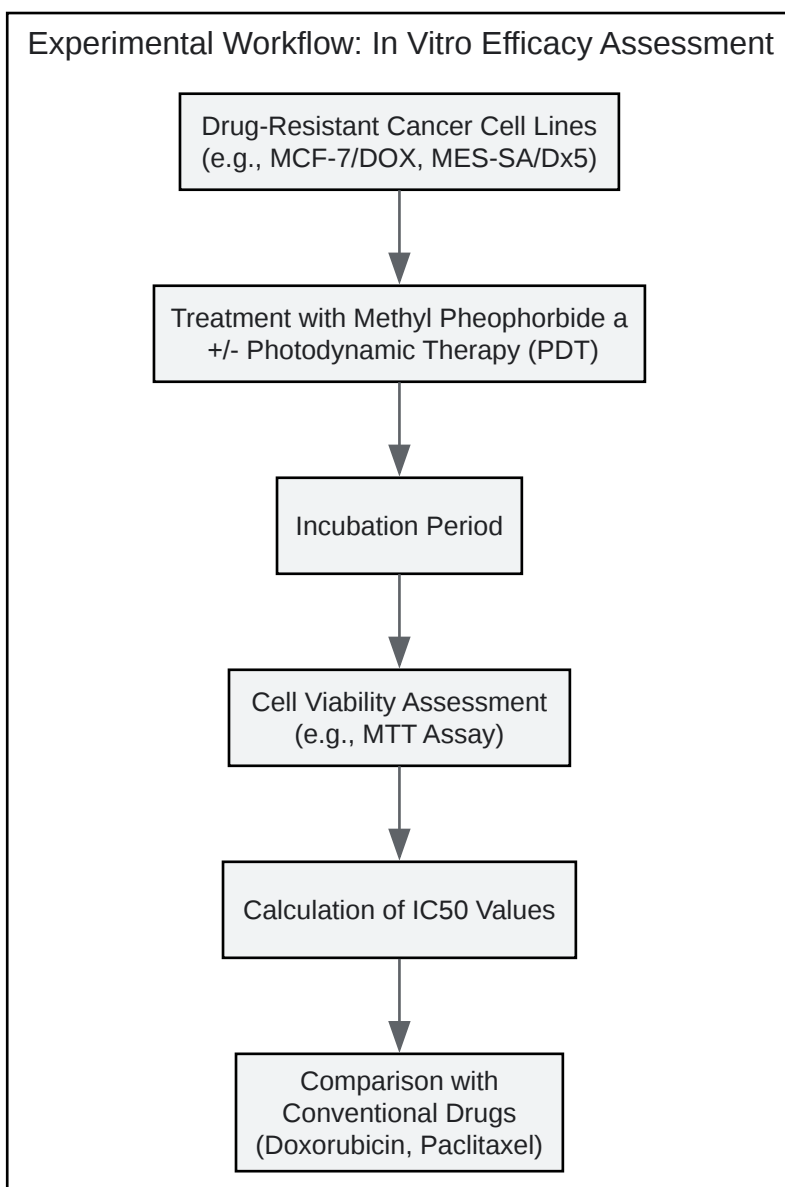 Experimental Workflow: In Vitro Efficacy Assessment
Drug-Resistant Cancer Cell Lines
(e.g., MCF-7/DOX, MES-SA/Dx5)
Treatment with Methyl Pheophorbide a
+/- Photodynamic Therapy (PDT)
Incubation Period
Cell Viability Assessment
(e.g., MTT Assay)
Calculation of IC50 Values
Comparison with
Conventional Drugs
(Doxorubicin, Paclitaxel)